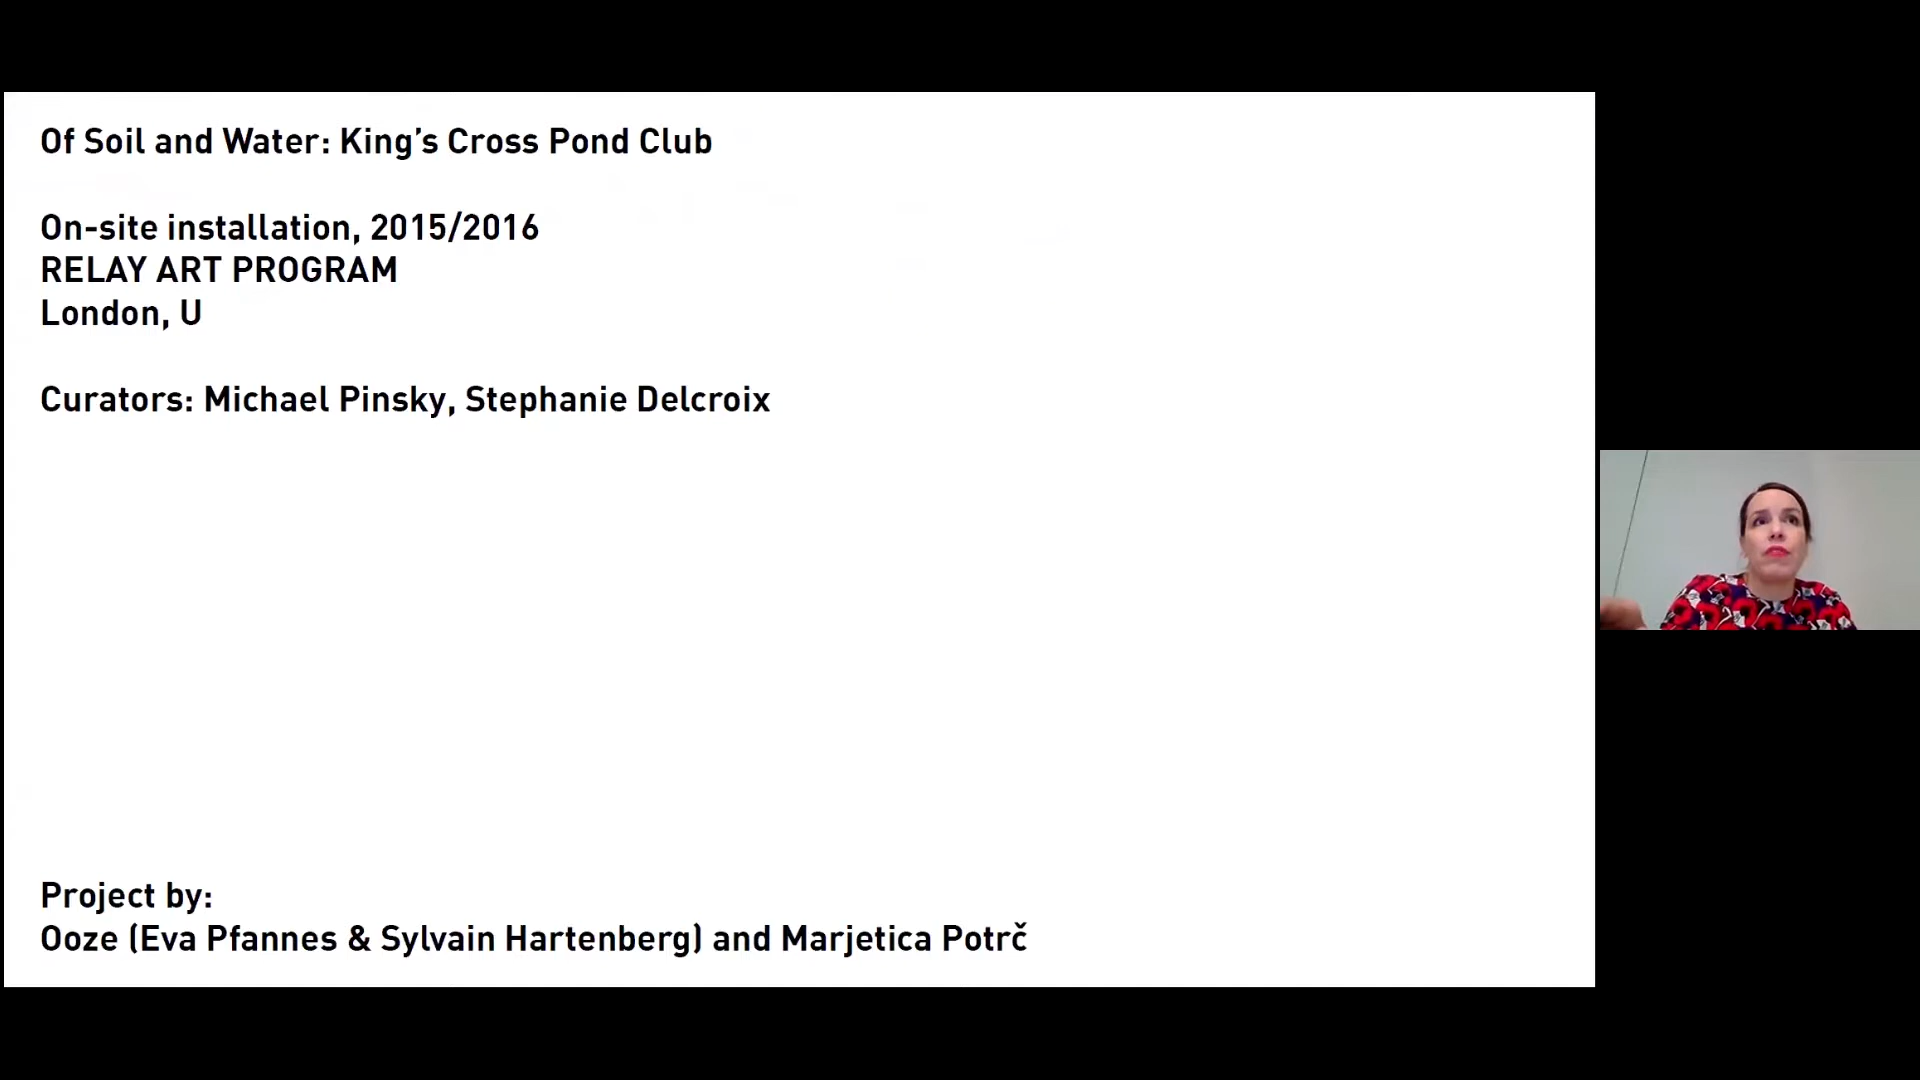 Of Soil and Water: King’s Cross Pond Club
On-site installation, 2015/2016
RELAY ART PROGRAM
London, U
Curators: Michael Pinsky, Stephanie Delcroix
Project by:
Ooze (Eva Pfannes & Sylvain Hartenberg) and Marjetica Potrč